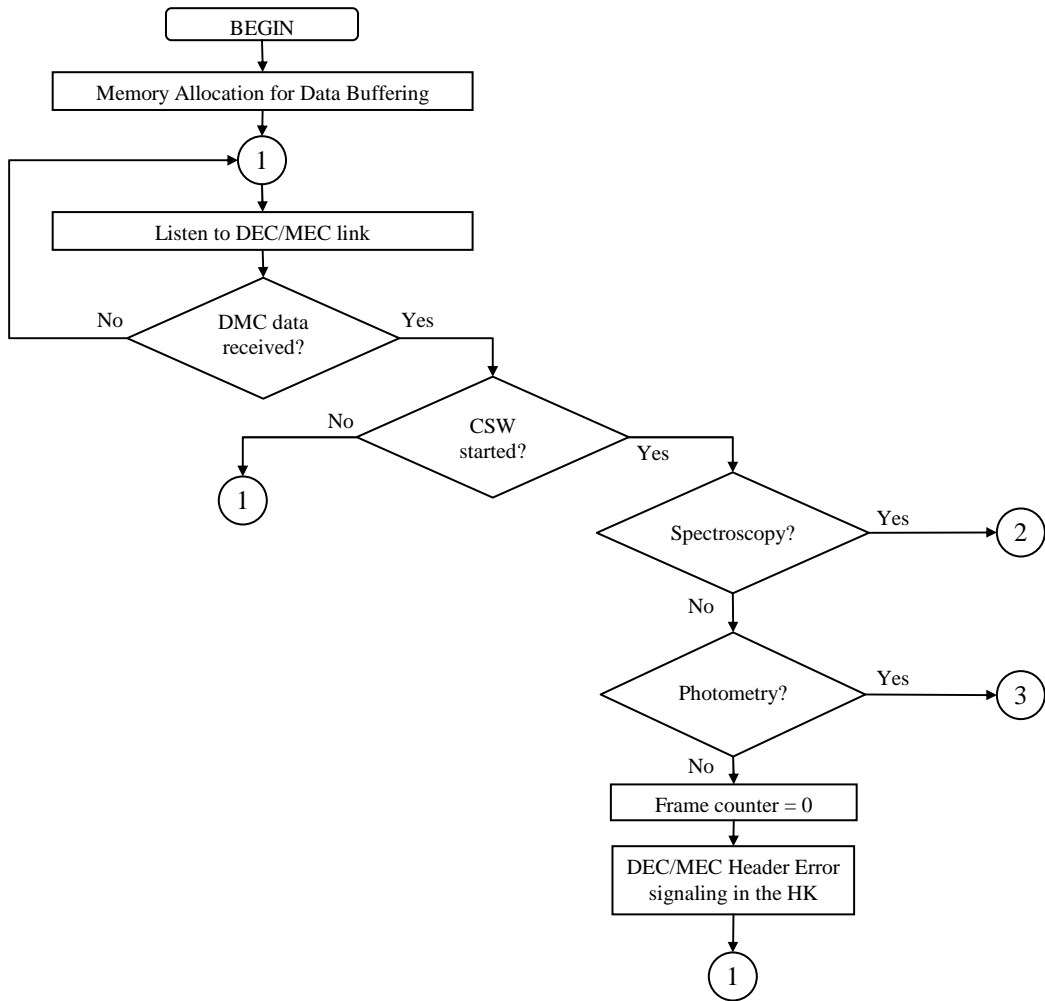 BEGIN
Memory Allocation for Data Buffering
1
Listen to DEC/MEC link
No
DMC data
received?
Yes
No
CSW
started?
Yes
1
Spectroscopy?
Yes
2
No
Photometry?
Yes
3
No
Frame counter = 0
DEC/MEC Header Error
signaling in the HK
1